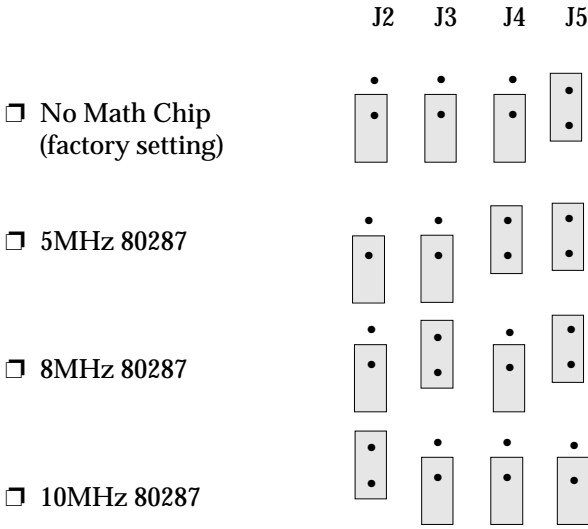 J2 J3 J4 J5
❒ No Math Chip
(factory setting)
❒ 5MHz 80287
❒ 8MHz 80287
❒ 10MHz 80287